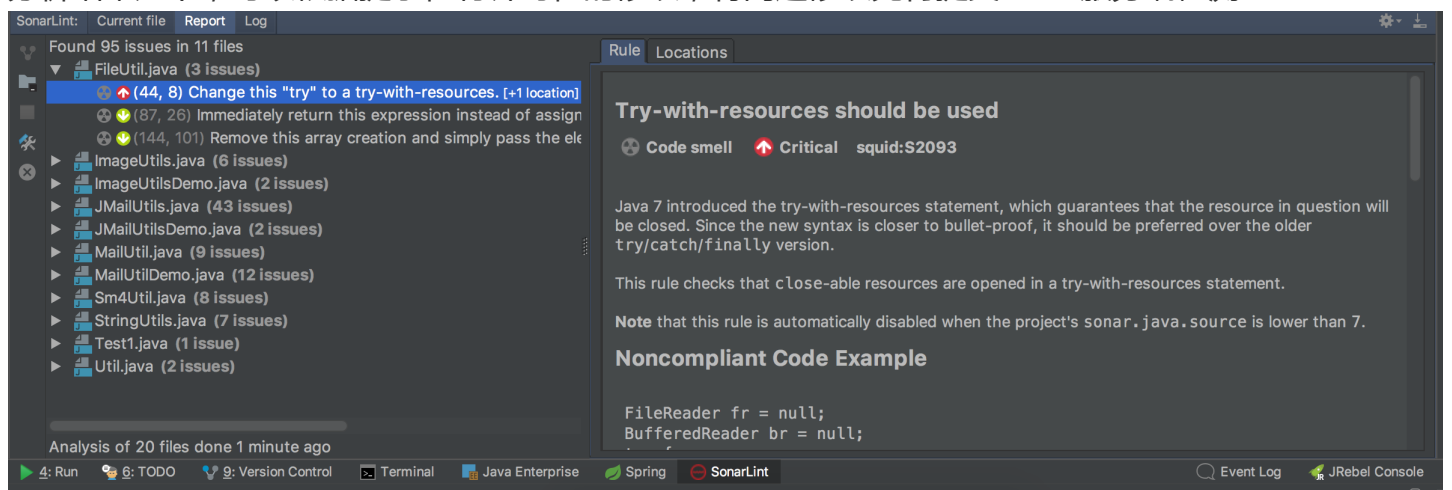 SonarLint: Current file Report Log
Found 95 issues in 11 files
FileUtil.java (3 issues)
(44, 8) Change this "try" to a try-with-resources. [+1 location]
(87, 26) Immediately return this expression instead of assign
(144, 101) Remove this array creation and simply pass the ele
ImageUtils.java (6 issues)
ImageUtilsDemo.java (2 issues)
JMailUtils.java (43 issues)
JMailUtilsDemo.java (2 issues)
MailUtil.java (9 issues)
MailUtilDemo.java (12 issues)
Sm4Util.java (8 issues)
StringUtils.java (7 issues)
Test1.java (1 issue)
Util.java (2 issues)
Analysis of 20 files done 1 minute ago
Rule Locations
Try-with-resources should be used
Code smell Critical squid:S2093
Java 7 introduced the try-with-resources statement, which guarantees that the resource in question will
be closed. Since the new syntax is closer to bullet-proof, it should be preferred over the older
try/catch/finally version.
This rule checks that close-able resources are opened in a try-with-resources statement.
Note that this rule is automatically disabled when the project's sonar.java.source is lower than 7.
Noncompliant Code Example
FileReader fr = null;
BufferedReader br = null;
4: Run 6: TODO 9: Version Control Terminal Java Enterprise Spring SonarLint Event Log JRebel Console